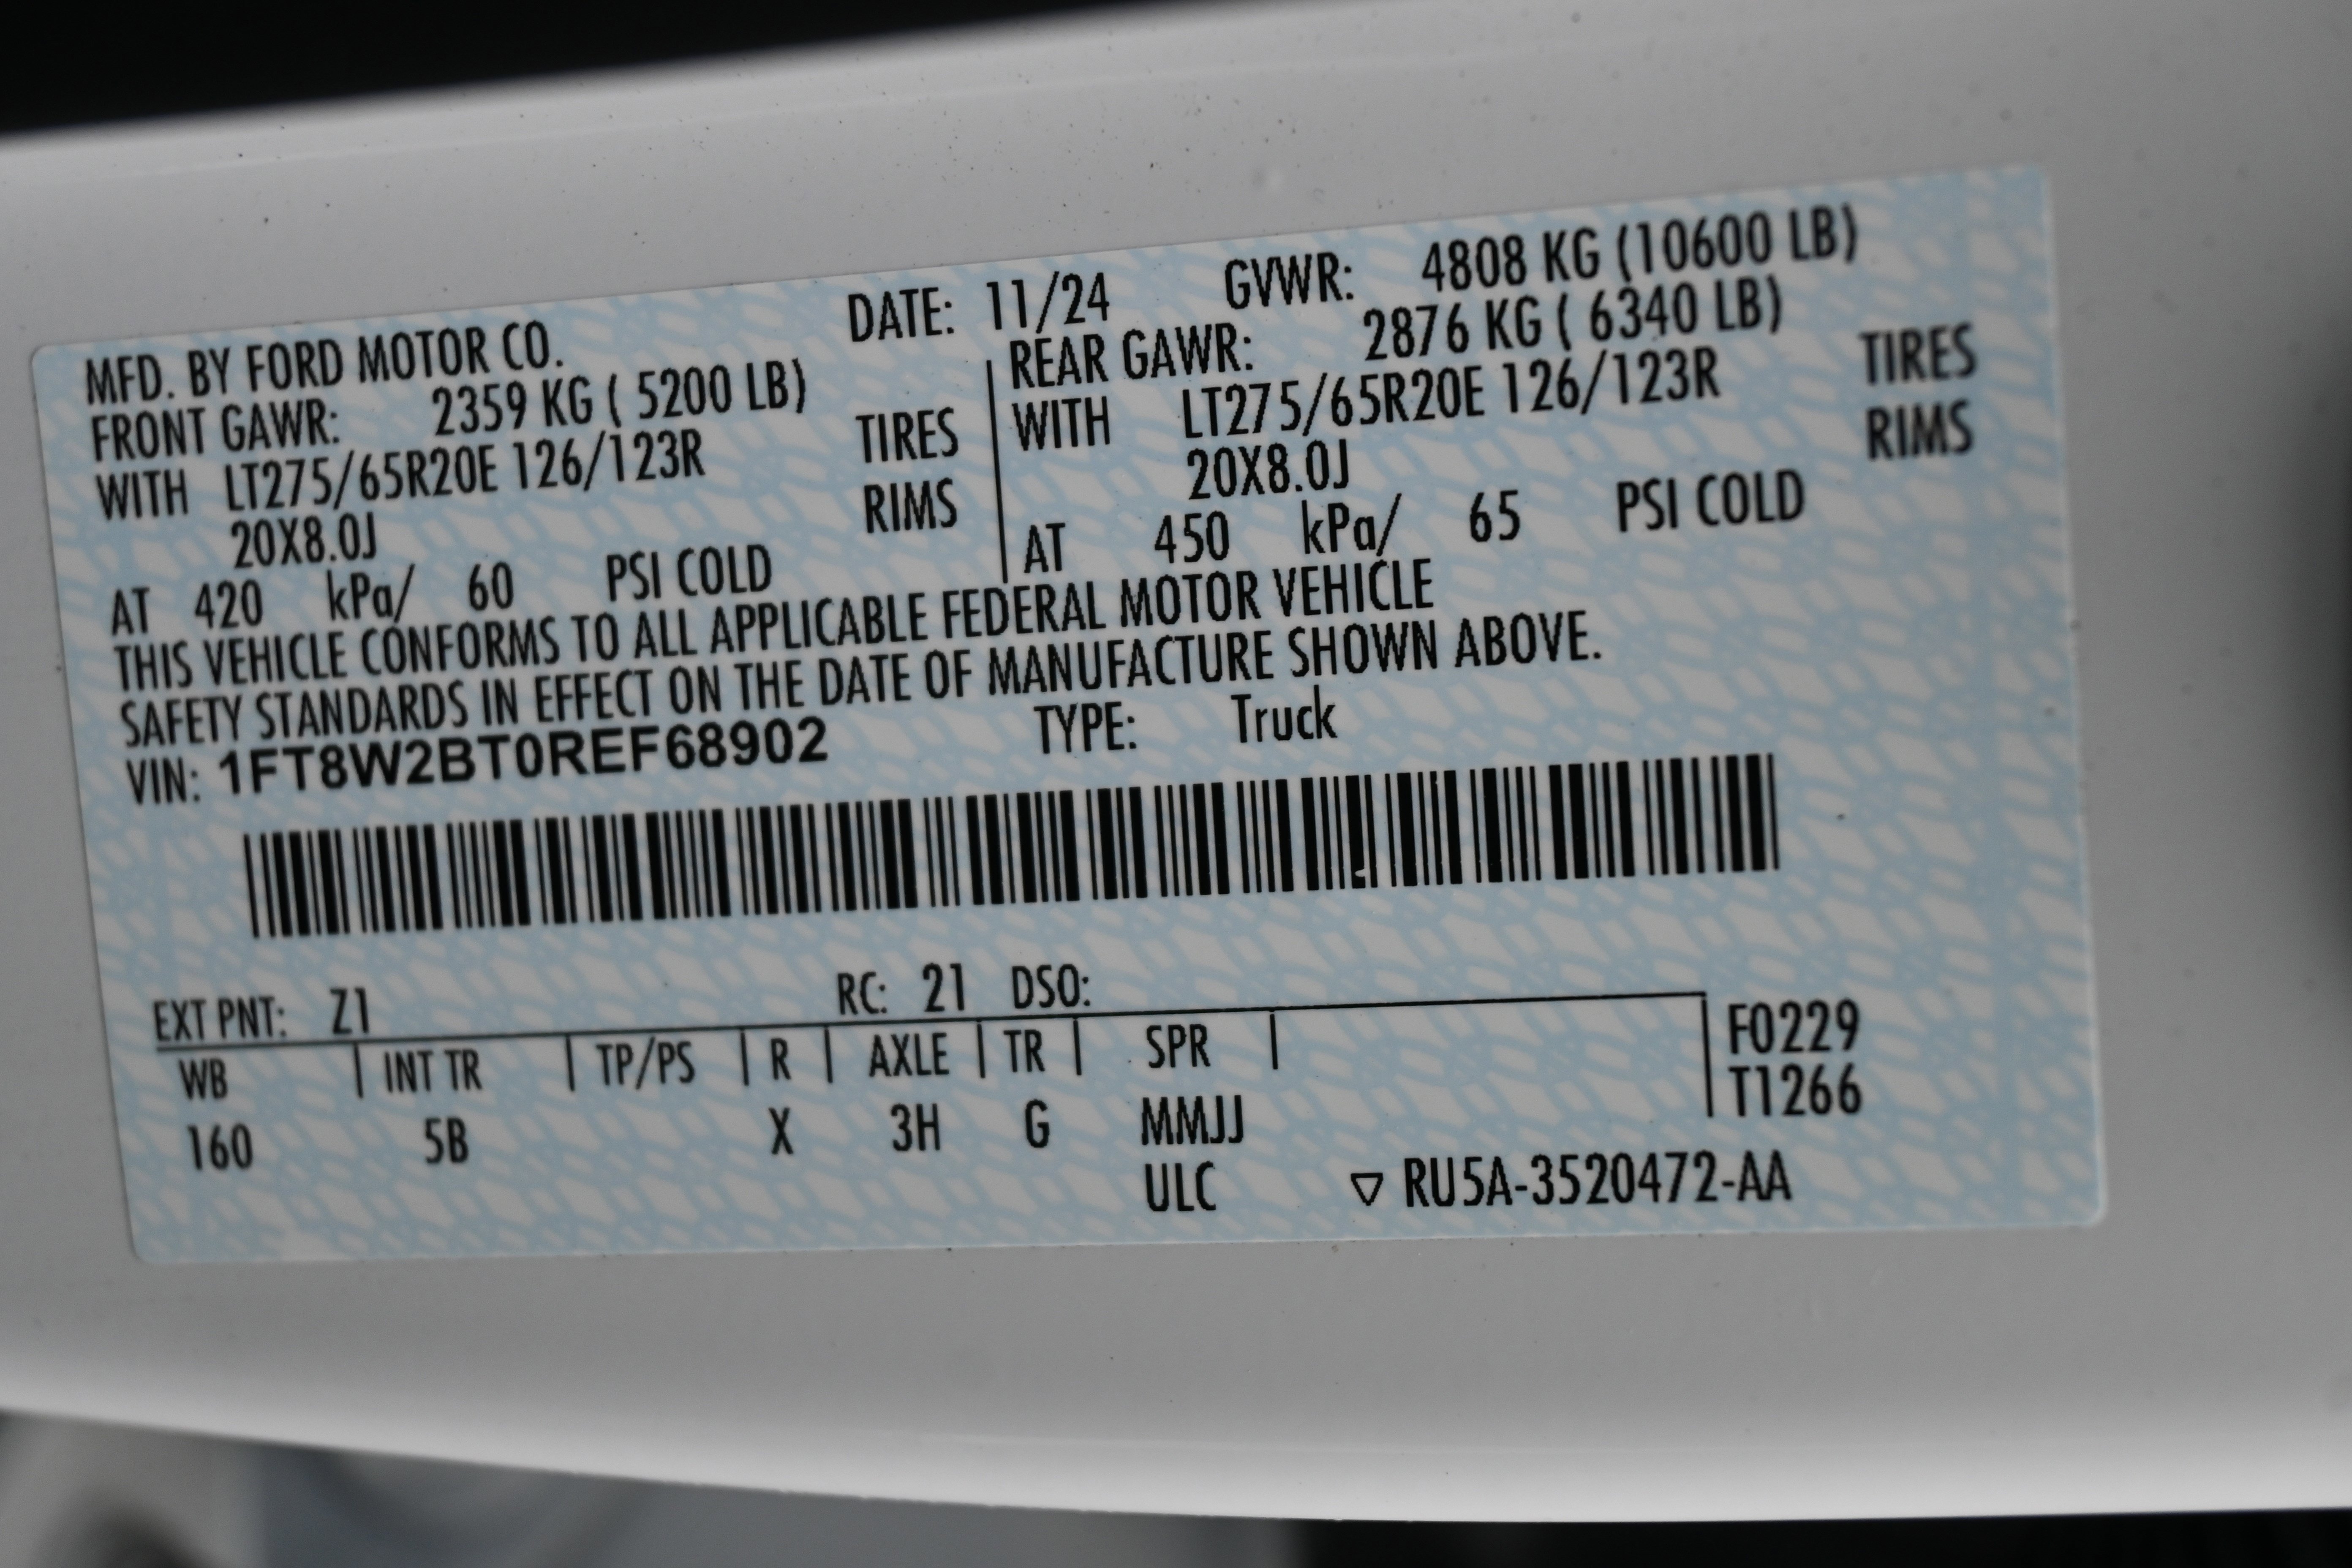 MFD. BY FORD MOTOR CO. DATE: 11/24 GVWR: 4808 KG (10600 LB)
FRONT GAWR: 2359 KG ( 5200 LB) REAR GAWR: 2876 KG ( 6340 LB)
WITH LT275/65R20E 126/123R TIRES WITH LT275/65R20E 126/123R TIRES
20X8.0J RIMS 20X8.0J RIMS
AT 420 kPa/ 60 PSI COLD AT 450 kPa/ 65 PSI COLD
THIS VEHICLE CONFORMS TO ALL APPLICABLE FEDERAL MOTOR VEHICLE
SAFETY STANDARDS IN EFFECT ON THE DATE OF MANUFACTURE SHOWN ABOVE.
VIN: 1FT8W2BT0REF68902 TYPE: Truck
EXT PNT: Z1 RC: 21 DSO:
WB INT TR TP/PS R AXLE TR SPR F0229
T1266
160 5B X 3H G MMJJ
ULC ▽ RU5A-3520472-AA